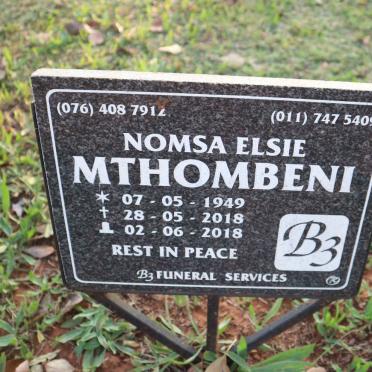 (076) 408 7912 (011) 747 5409
NOMSA ELSIE
MTHOMBENI
07 - 05 - 1949
28 - 05 - 2018
02 - 06 - 2018
REST IN PEACE
B3
B3 FUNERAL SERVICES ®